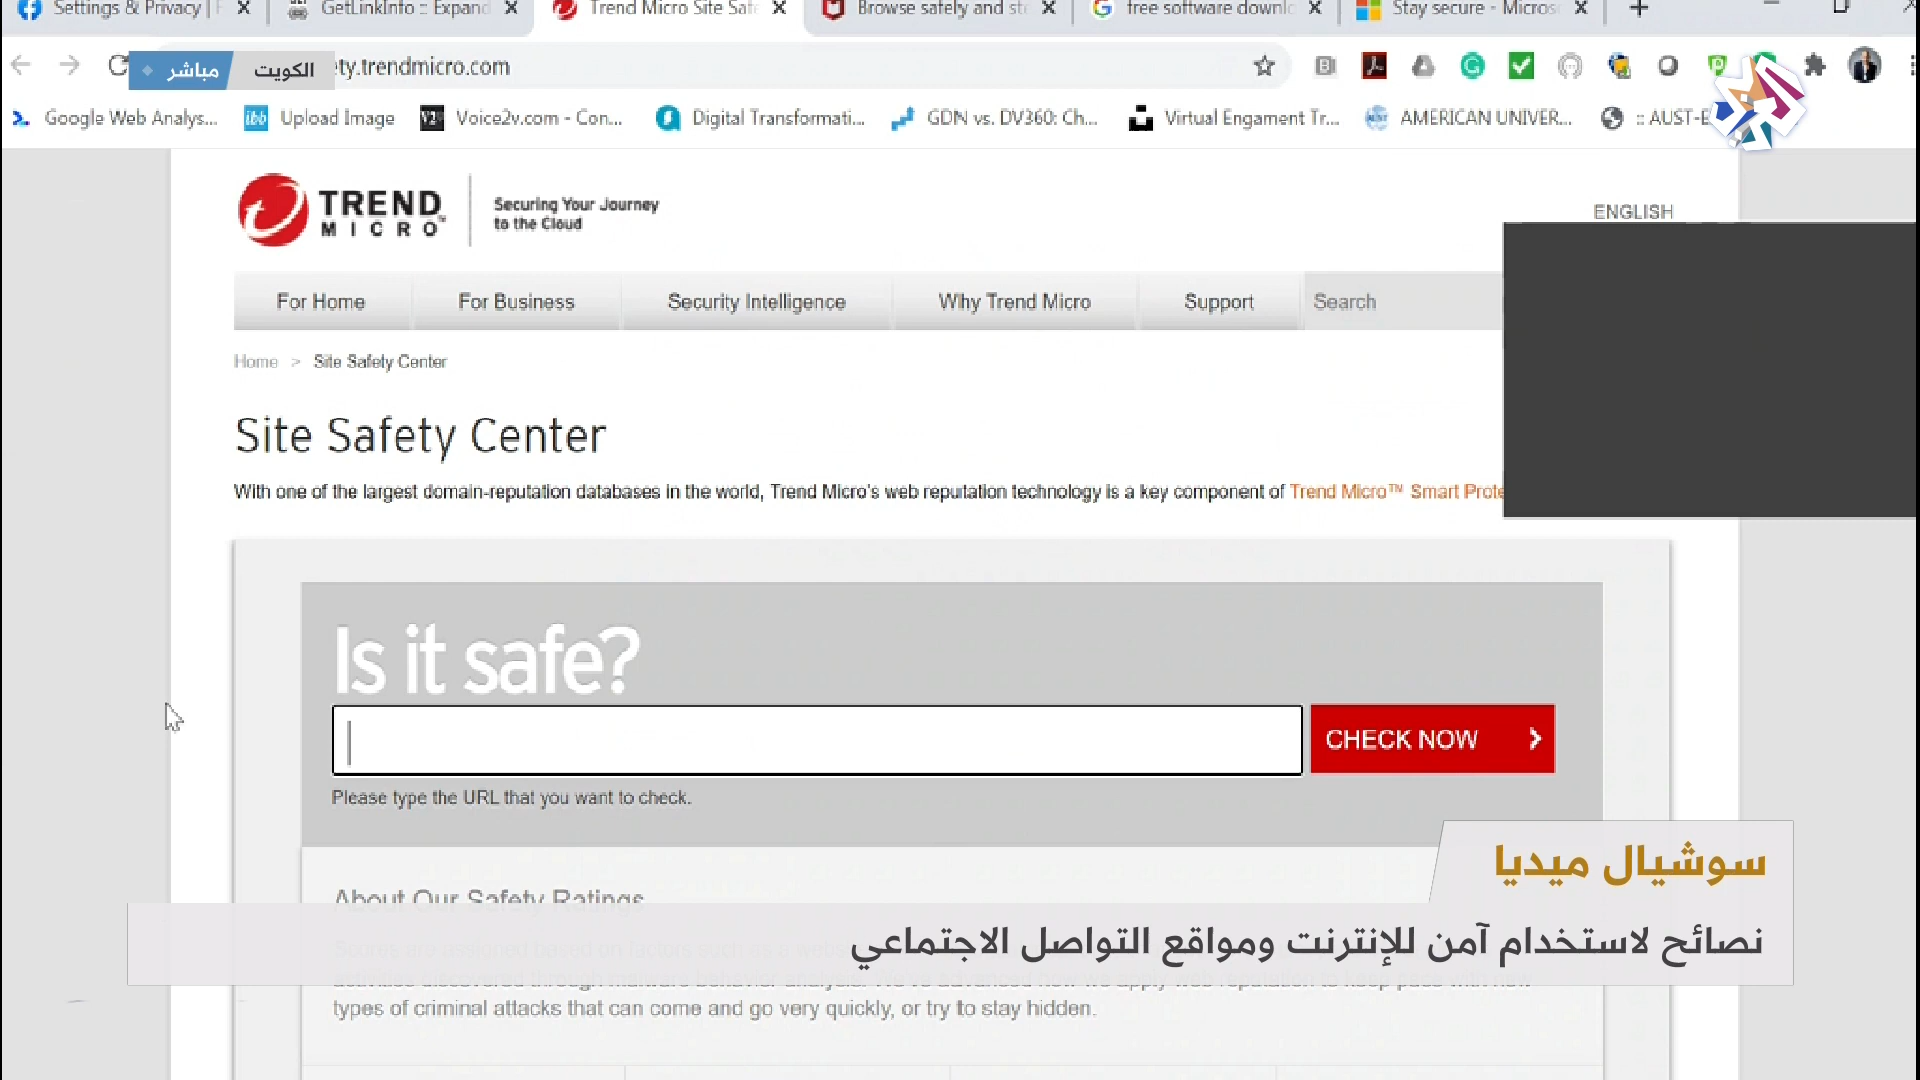 Settings & Privacy |
GetLinkInfo :: Expand
Trend Micro Site Saf
Browse safely and st
free software downl
Stay secure - Micros
مباشر
الكويت
ty.trendmicro.com
Google Web Analys...
ibb
Upload Image
V2
Voice2v.com - Con...
Digital Transformati...
GDN vs. DV360: Ch...
Virtual Engament Tr...
AMERICAN UNIVER...
:: AUST-E
TREND
MICRO
Securing Your Journey
to the Cloud
ENGLISH
For Home
For Business
Security Intelligence
Why Trend Micro
Support
Search
Home > Site Safety Center
Site Safety Center
With one of the largest domain-reputation databases in the world, Trend Micro's web reputation technology is a key component of Trend Micro™ Smart Prote
Is it safe?
CHECK NOW
Please type the URL that you want to check.
سوشيال ميديا
About Our Safety Ratings
نصائح لاستخدام آمن للإنترنت ومواقع التواصل الاجتماعي
types of criminal attacks that can come and go very quickly, or try to stay hidden.